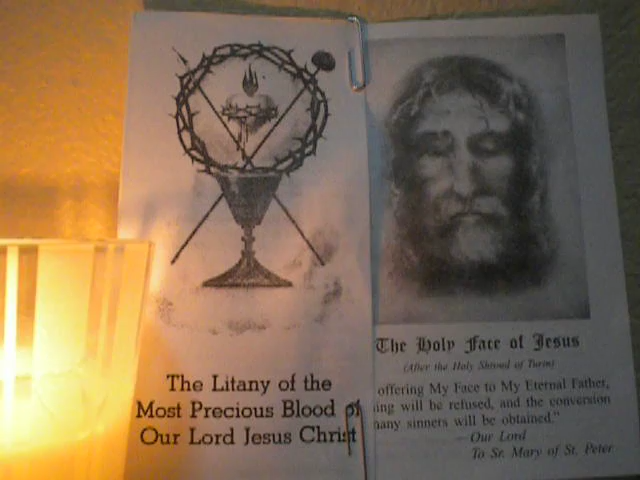 The Litany of the
Most Precious Blood of
Our Lord Jesus Christ
The Holy Face of Jesus
(After the Holy Shroud of Turin)
offering My Face to My Eternal Father,
ing will be refused, and the conversion
many sinners will be obtained."
—Our Lord
To Sr. Mary of St. Peter